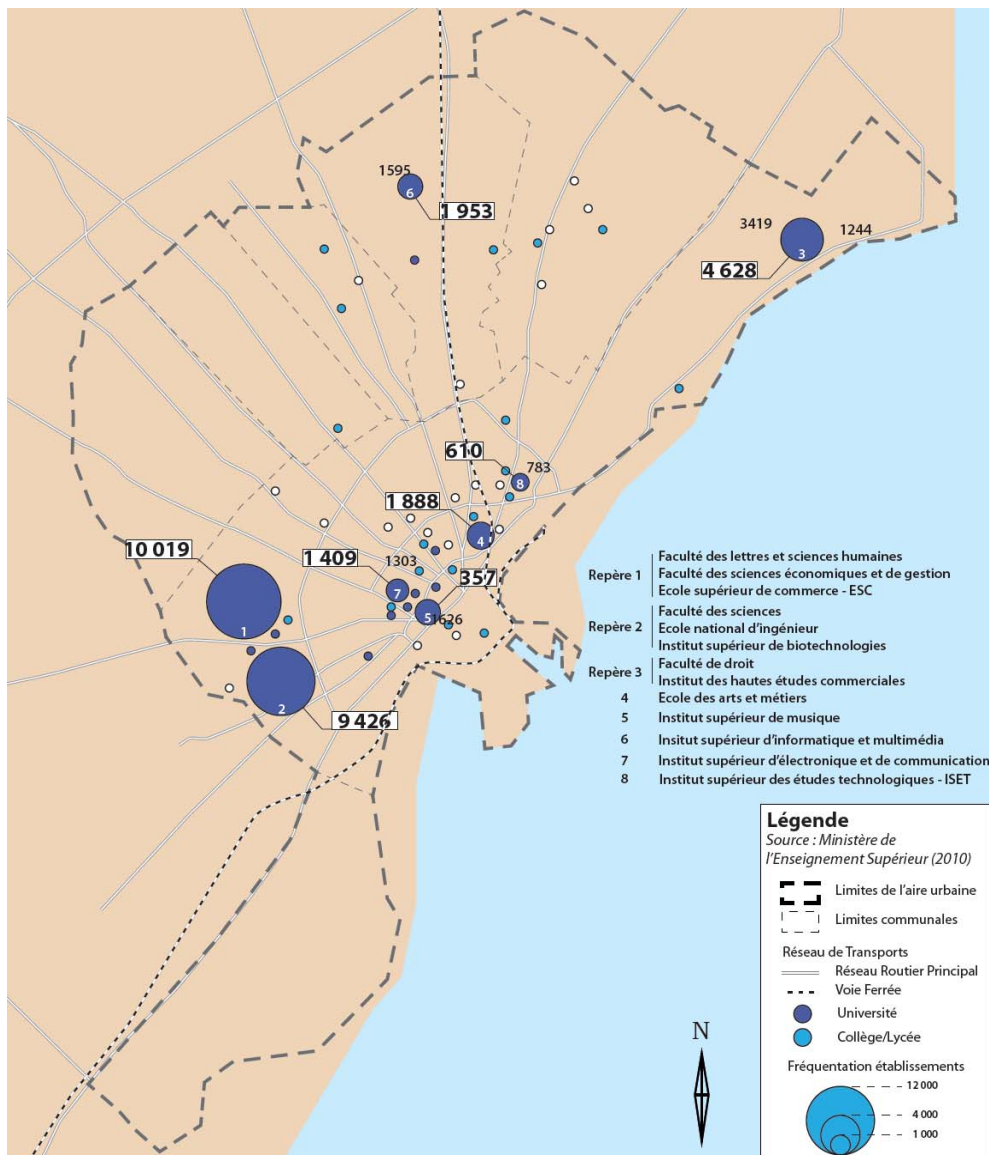 1595
6
1 953
3419
1244
3
4 628
610
783
8
1 888
4
10 019
1 409
1303
357
7
5
1626
1
2
9 426
Repère 1
Faculté des lettres et sciences humaines
Faculté des sciences économiques et de gestion
Ecole supérieur de commerce - ESC
Repère 2
Faculté des sciences
Ecole national d'ingénieur
Institut supérieur de biotechnologies
Repère 3
Faculté de droit
Institut des hautes études commerciales
4 Ecole des arts et métiers
5 Institut supérieur de musique
6 Insitut supérieur d'informatique et multimédia
7 Institut supérieur d'électronique et de communication
8 Institut supérieur des études technologiques - ISET
Légende
Source : Ministère de
l'Enseignement Supérieur (2010)
Limites de l'aire urbaine
Limites communales
Réseau de Transports
Réseau Routier Principal
Voie Ferrée
Université
Collège/Lycée
Fréquentation établissements
12 000
4 000
1 000
N